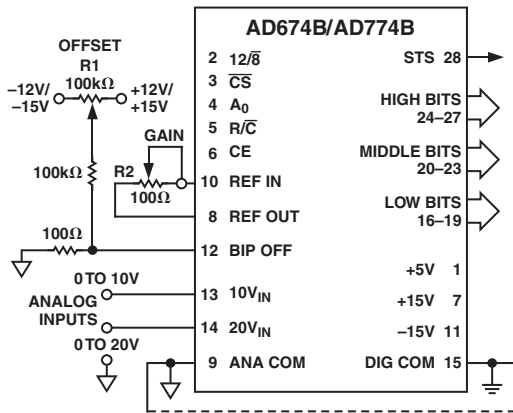 AD674B/AD774B
OFFSET
R1
100kΩ
–12V/
–15V
+12V/
+15V
100kΩ
100Ω
GAIN
R2
100Ω
2 12/8̅
3 C̅S̅
4 A₀
5 R/C̅
6 CE
10 REF IN
8 REF OUT
12 BIP OFF
0 TO 10V
13 10VIN
ANALOG
INPUTS
14 20VIN
0 TO 20V
9 ANA COM
STS 28
HIGH BITS
24–27
MIDDLE BITS
20–23
LOW BITS
16–19
+5V 1
+15V 7
–15V 11
DIG COM 15